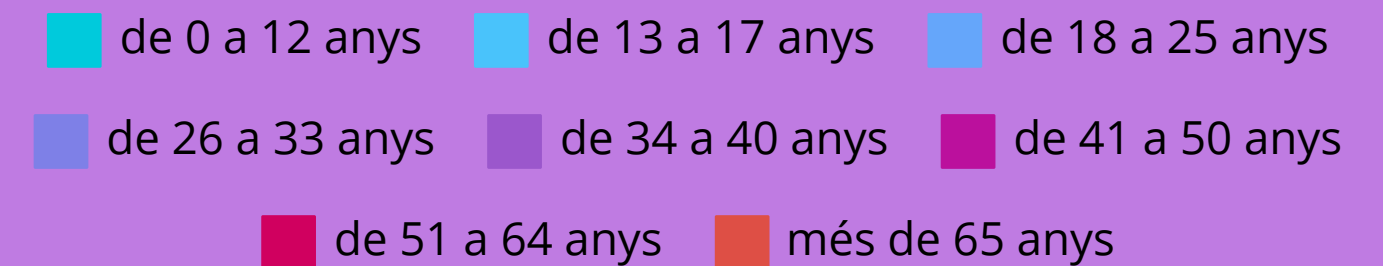 de 0 a 12 anys de 13 a 17 anys de 18 a 25 anys
de 26 a 33 anys de 34 a 40 anys de 41 a 50 anys
de 51 a 64 anys més de 65 anys